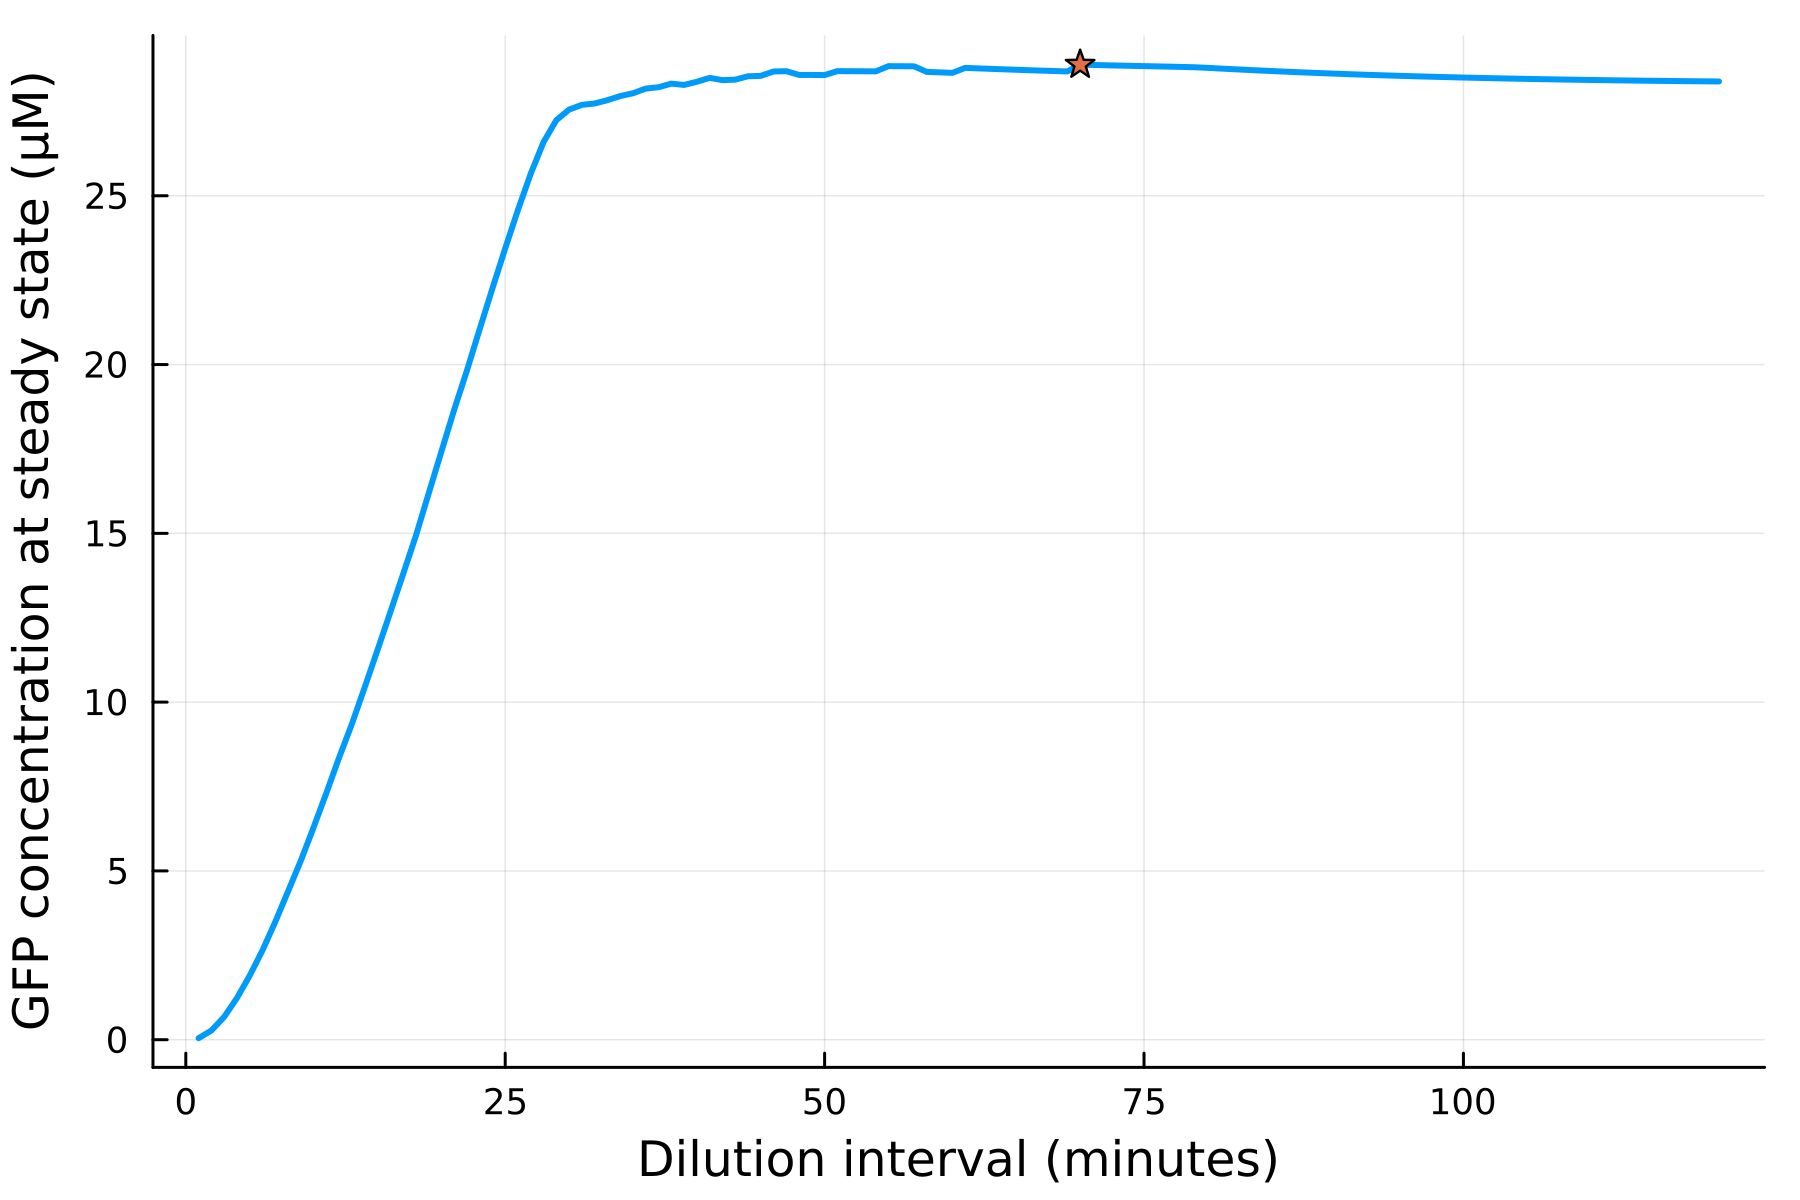 GFP concentration at steady state (μM)
25
20
15
10
5
0
0 25 50 75 100
Dilution interval (minutes)